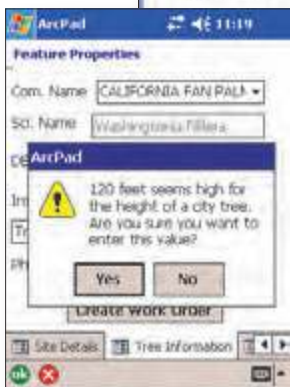 ArcPad 11:19
Feature Properties
Com. Name CALIFORNIA FAN PALM
Sci. Name Washingtonia Filifera
ArcPad
120 feet seems high for
the height of a city tree.
Are you sure you want to
enter this value?
Yes No
Create Work Order
Site Details Tree Information
ok